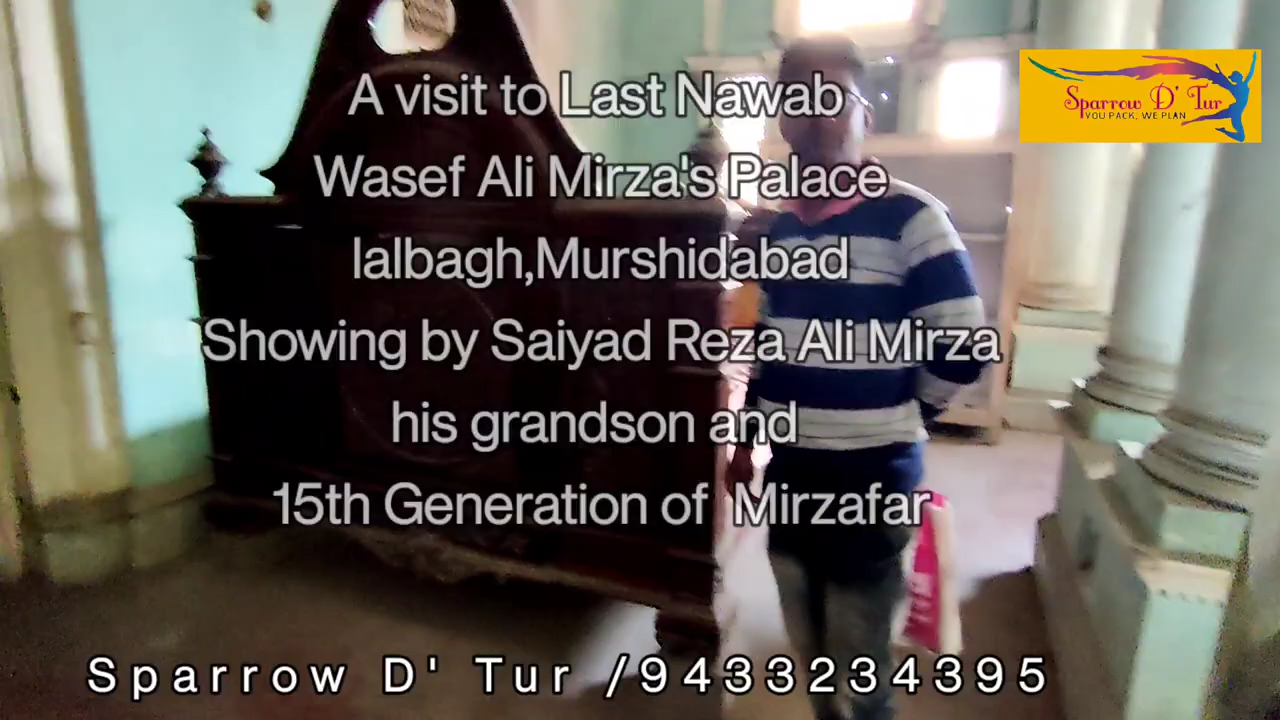 A visit to Last Nawab
Sparrow D' Tur
YOU PACK, WE PLAN
Wasef Ali Mirza's Palace
lalbagh,Murshidabad
Showing by Saiyad Reza Ali Mirza
his grandson and
15th Generation of Mirzafar
Sparrow D' Tur /9433234395